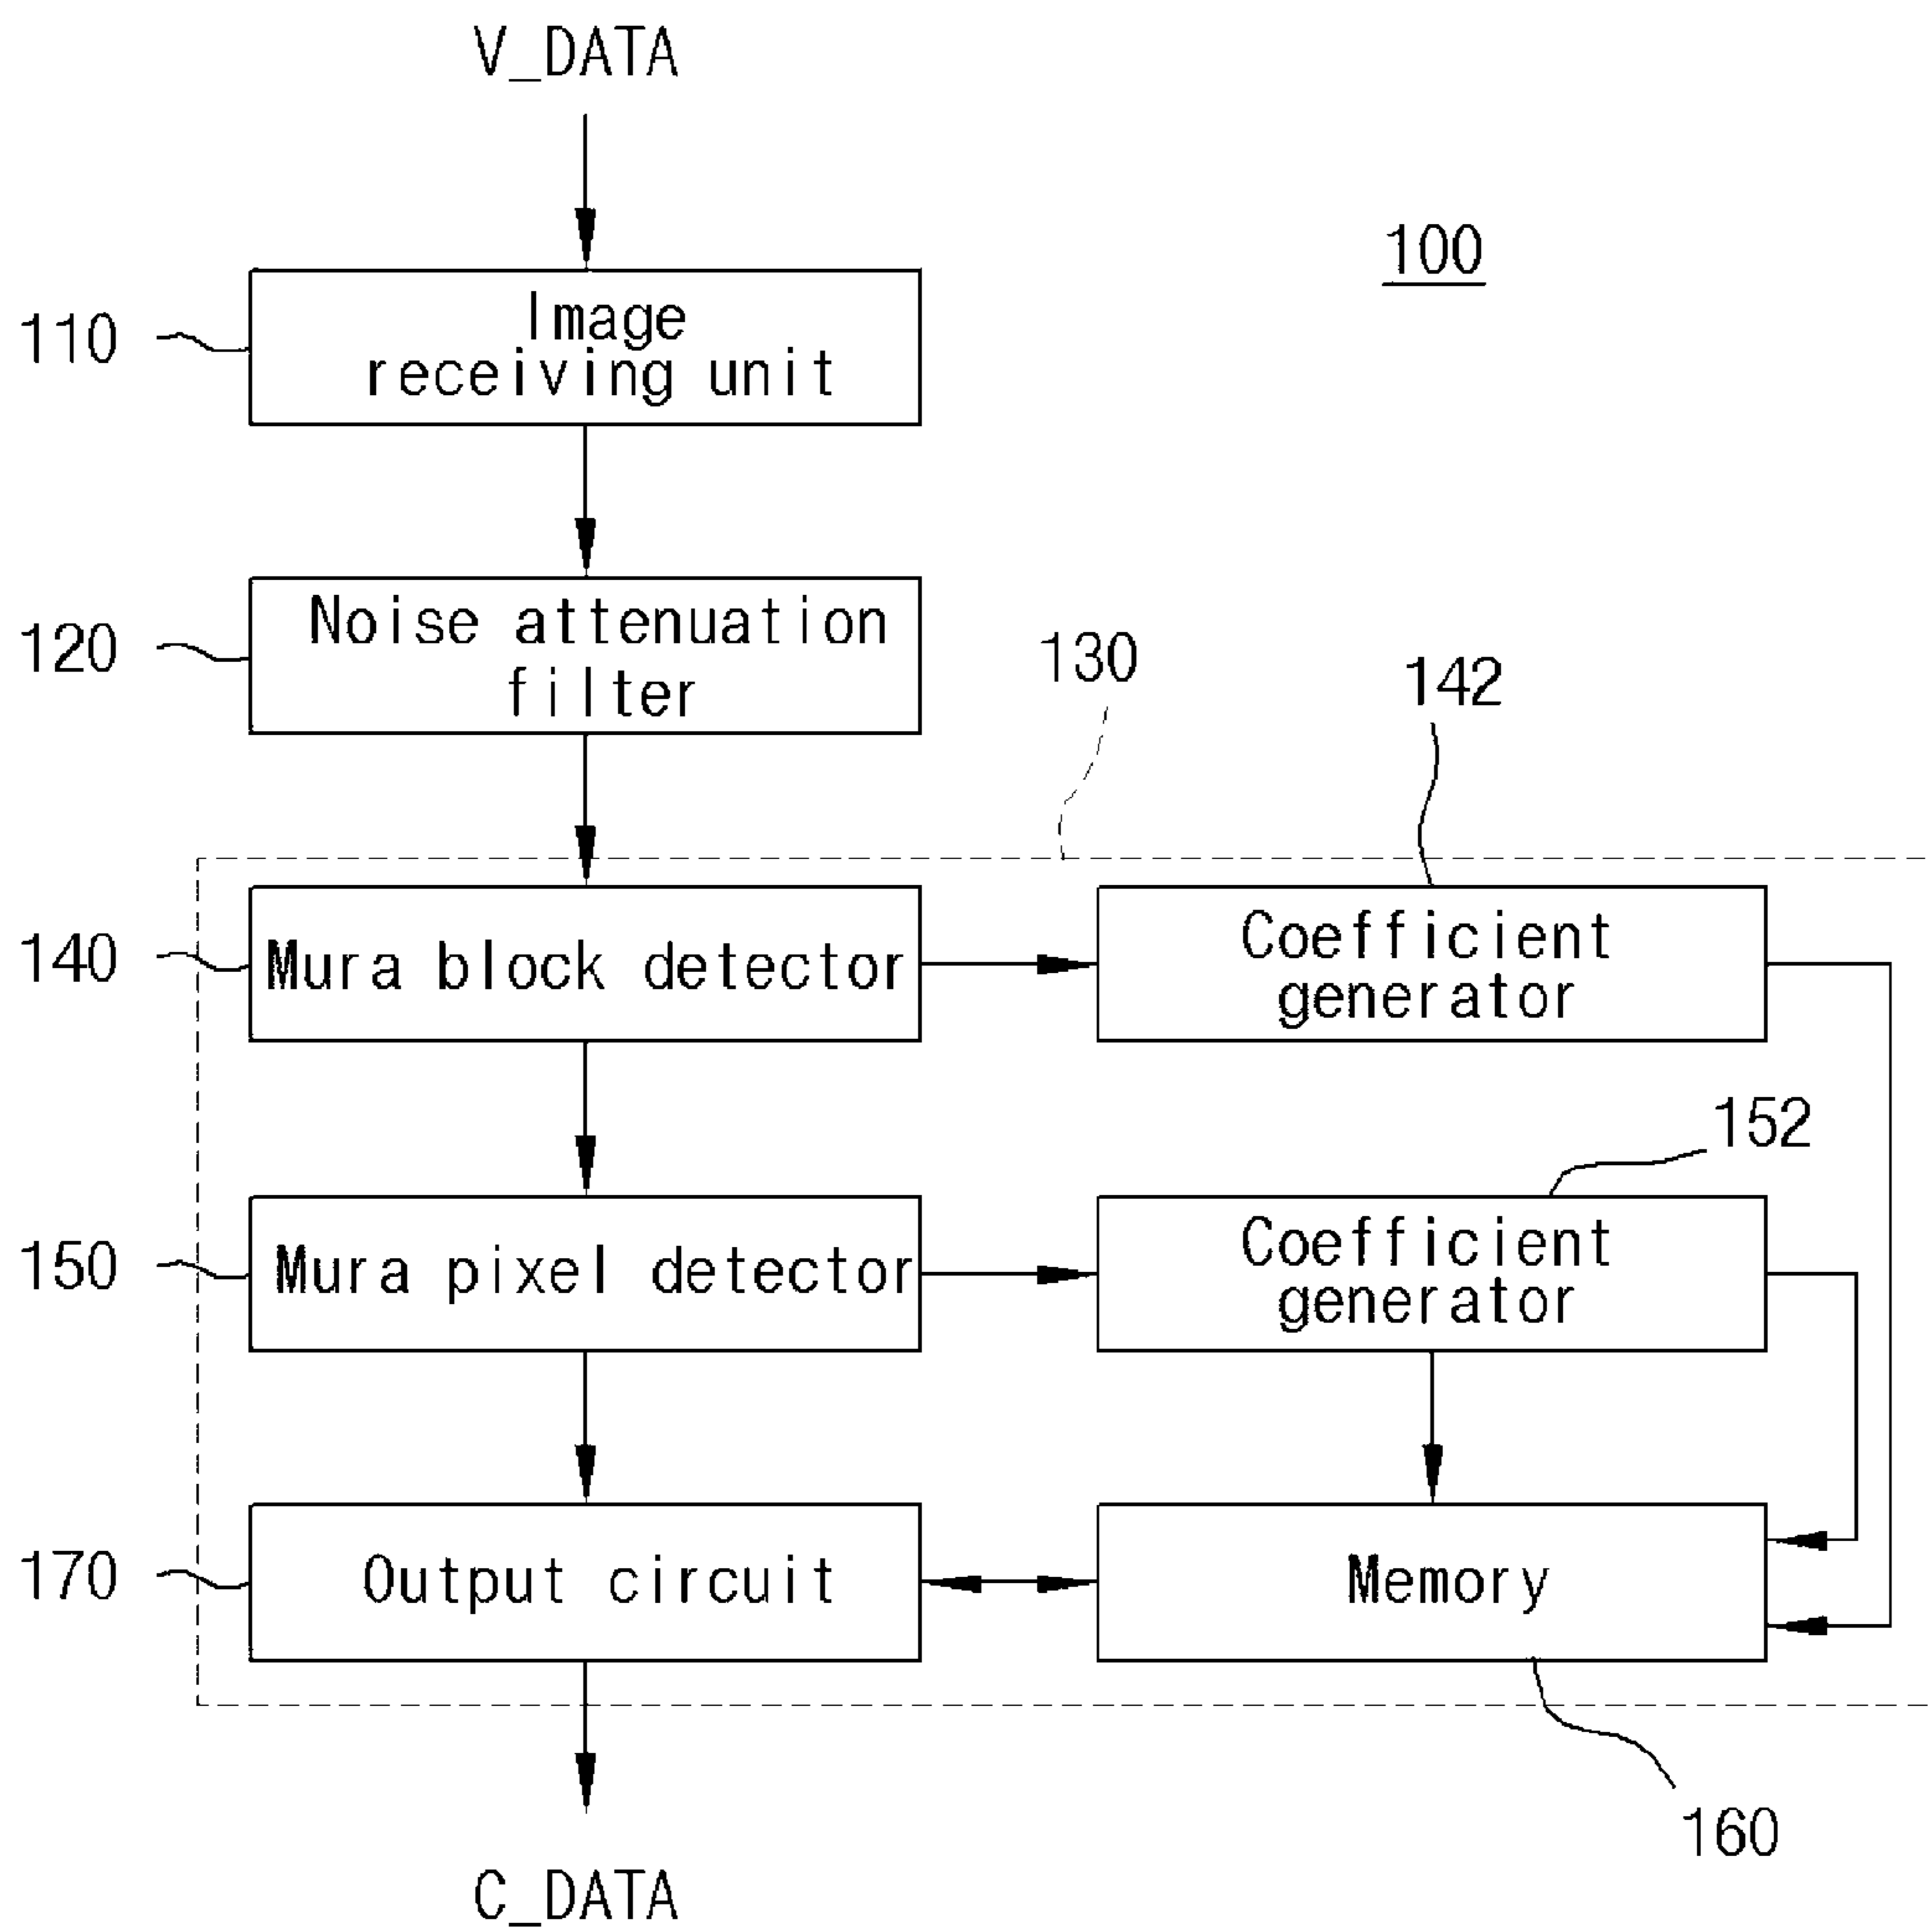 V_DATA
100
110
Image
receiving unit
120
Noise attenuation
filter
130
142
140
Mura block detector
Coefficient
generator
152
150
Mura pixel detector
Coefficient
generator
170
Output circuit
Memory
160
C_DATA